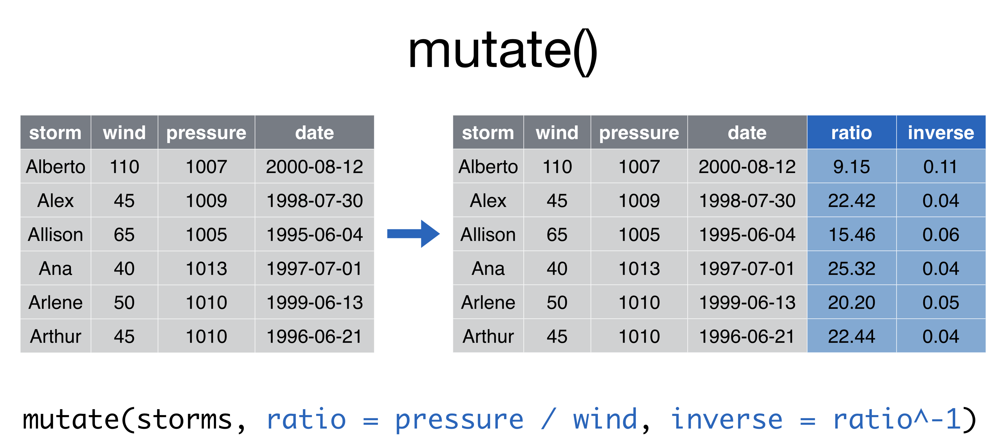 mutate()
storm wind pressure date
Alberto 110 1007 2000-08-12
Alex 45 1009 1998-07-30
Allison 65 1005 1995-06-04
Ana 40 1013 1997-07-01
Arlene 50 1010 1999-06-13
Arthur 45 1010 1996-06-21
storm wind pressure date ratio inverse
Alberto 110 1007 2000-08-12 9.15 0.11
Alex 45 1009 1998-07-30 22.42 0.04
Allison 65 1005 1995-06-04 15.46 0.06
Ana 40 1013 1997-07-01 25.32 0.04
Arlene 50 1010 1999-06-13 20.20 0.05
Arthur 45 1010 1996-06-21 22.44 0.04
mutate(storms, ratio = pressure / wind, inverse = ratio^-1)